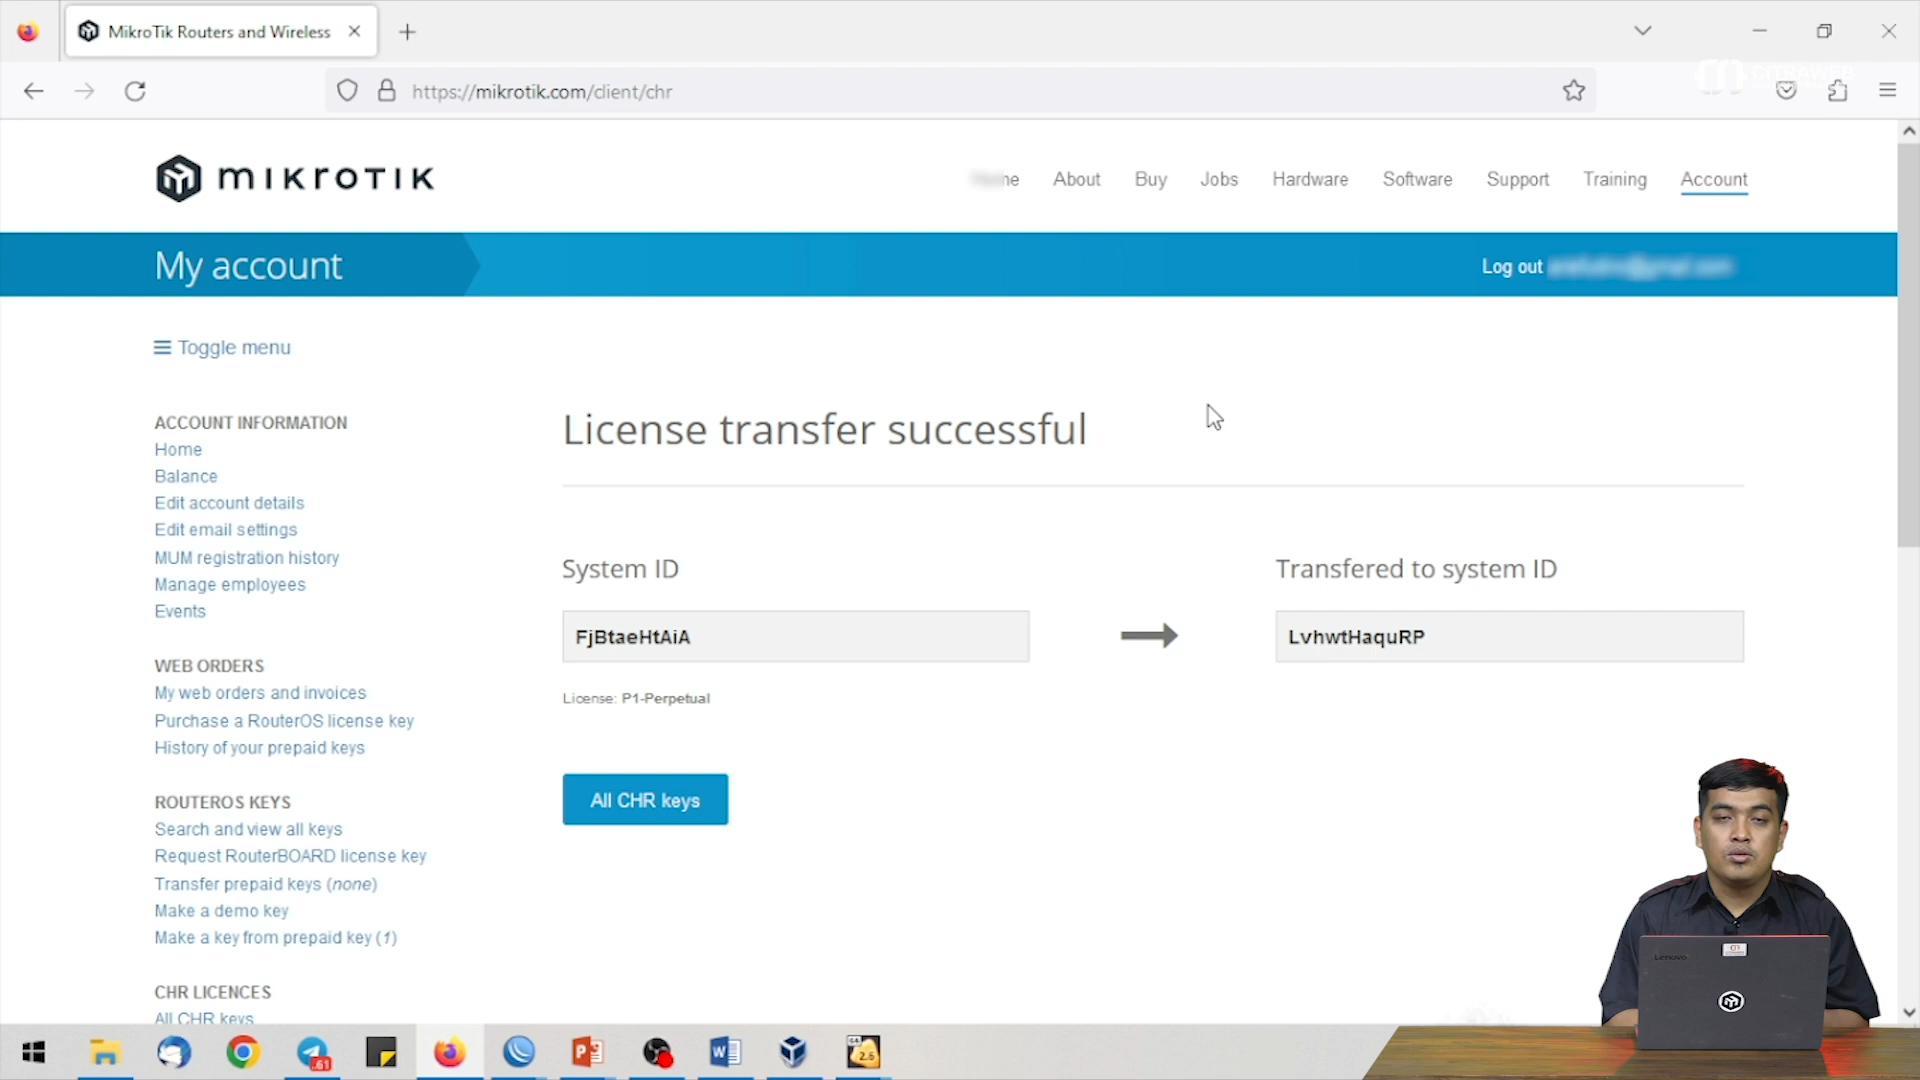 MikroTik Routers and Wireless
https://mikrotik.com/client/chr
CITRAWEB
mikrotik
About
Buy
Jobs
Hardware
Software
Support
Training
Account
My account
Log out
Toggle menu
ACCOUNT INFORMATION
Home
Balance
Edit account details
Edit email settings
MUM registration history
Manage employees
Events
WEB ORDERS
My web orders and invoices
Purchase a RouterOS license key
History of your prepaid keys
ROUTEROS KEYS
Search and view all keys
Request RouterBOARD license key
Transfer prepaid keys (none)
Make a demo key
Make a key from prepaid key (1)
CHR LICENCES
All CHR keys
License transfer successful
System ID
Transfered to system ID
FjBtaeHtAiA
LvhwtHaquRP
License: P1-Perpetual
All CHR keys
Lenovo
61
2.6